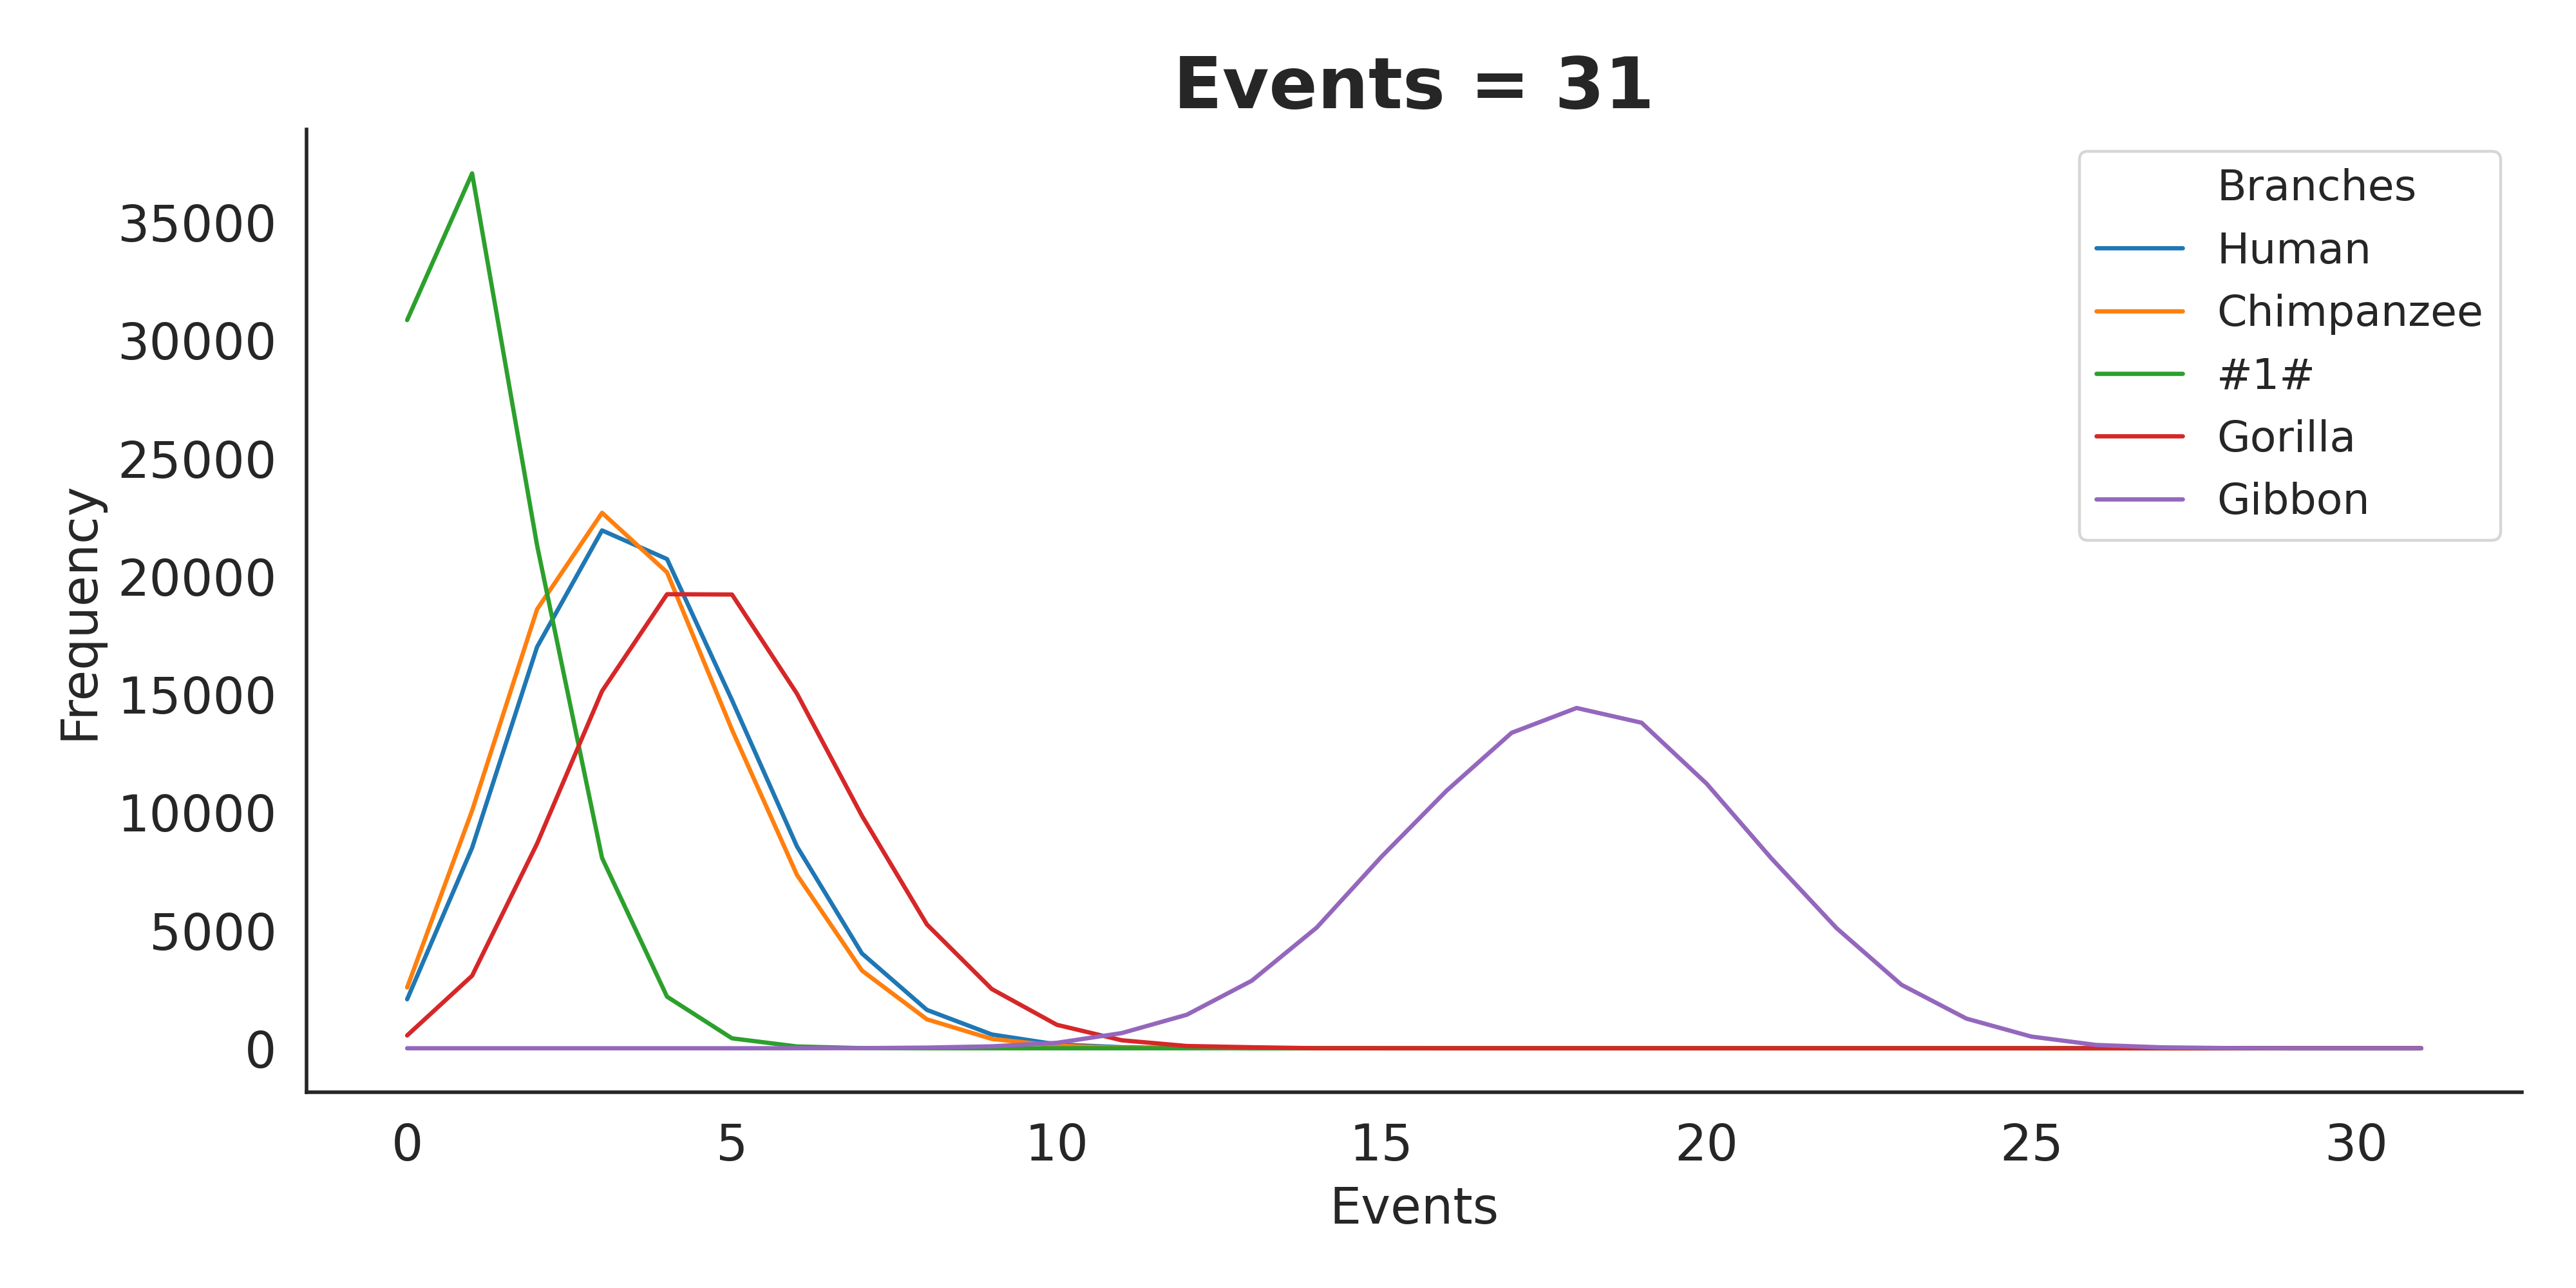 Events = 31
Branches
Human
Chimpanzee
#1#
Gorilla
Gibbon
Frequency
35000
30000
25000
20000
15000
10000
5000
0
0 5 10 15 20 25 30
Events